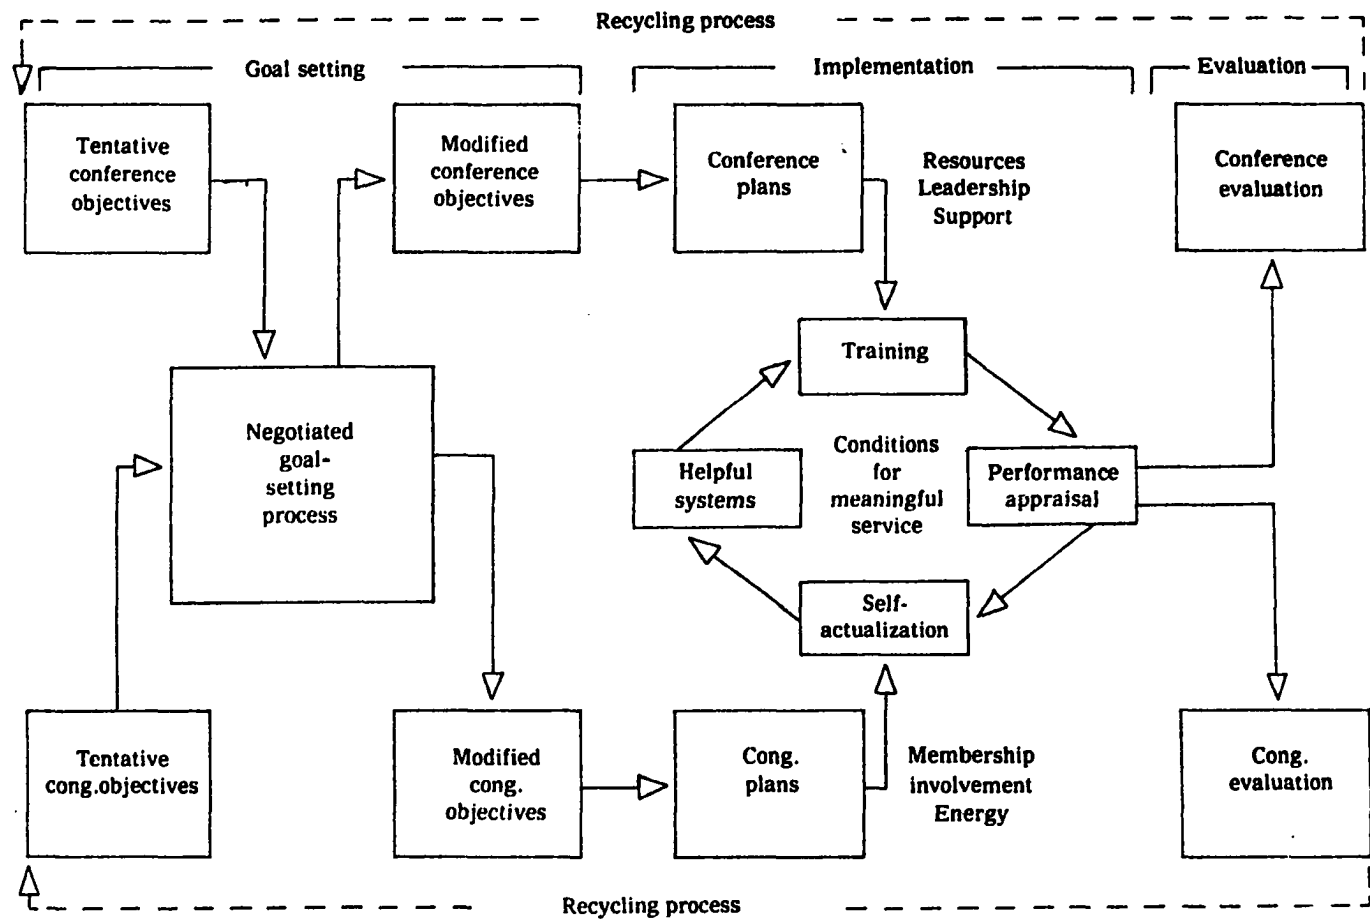 Recycling process
Goal setting
Implementation
Evaluation
Tentative
conference
objectives
Modified
conference
objectives
Conference
plans
Resources
Leadership
Support
Conference
evaluation
Training
Negotiated
goal-
setting
process
Helpful
systems
Conditions
for
meaningful
service
Performance
appraisal
Self-
actualization
Tentative
cong.objectives
Modified
cong.
objectives
Cong.
plans
Membership
involvement
Energy
Cong.
evaluation
Recycling process